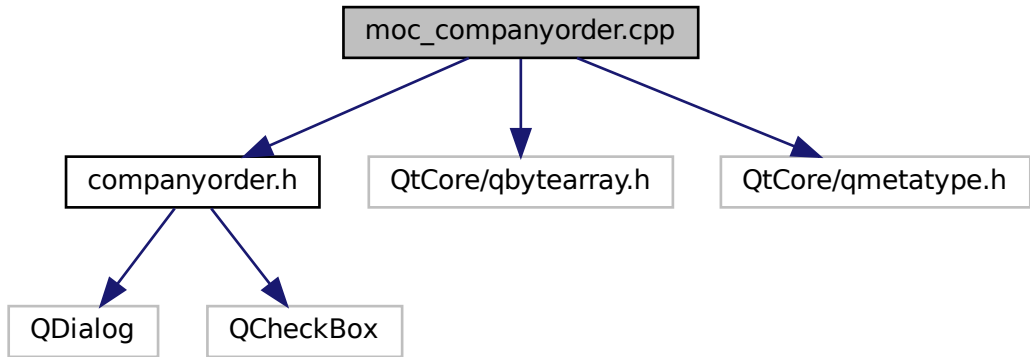 moc_companyorder.cpp
companyorder.h
QtCore/qbytearray.h
QtCore/qmetatype.h
QDialog
QCheckBox